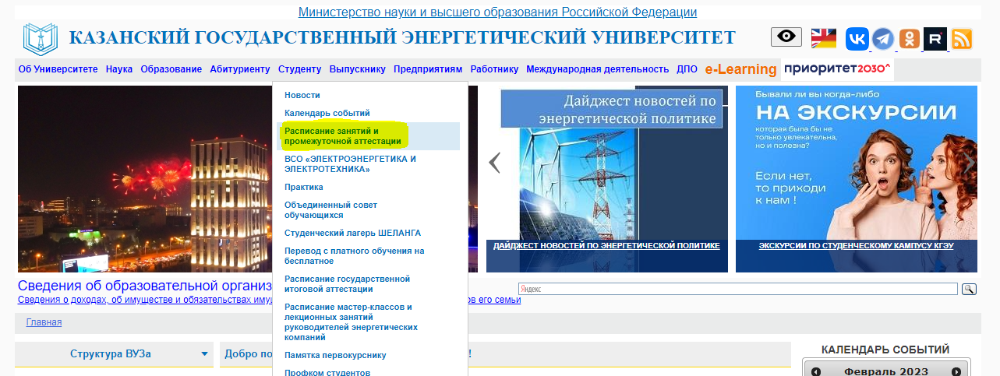 Министерство науки и высшего образования Российской Федерации
КАЗАНСКИЙ ГОСУДАРСТВЕННЫЙ ЭНЕРГЕТИЧЕСКИЙ УНИВЕРСИТЕТ
Об Университете Наука Образование Абитуриенту Студенту Выпускнику Предприятиям Работнику Международная деятельность ДПО e-Learning приоритет2030^
Новости
Календарь событий
Расписание занятий и
промежуточной аттестации
ВСО «ЭЛЕКТРОЭНЕРГЕТИКА И
ЭЛЕКТРОТЕХНИКА»
Практика
Объединенный совет
обучающихся
Студенческий лагерь ШЕЛАНГА
Перевод с платного обучения на
бесплатное
Расписание государственной
итоговой аттестации
Расписание мастер-классов и
лекционных занятий
руководителей энергетических
компаний
Памятка первокурснику
Профком студентов
Дайджест новостей по
энергетической политике
ДАЙДЖЕСТ НОВОСТЕЙ ПО ЭНЕРГЕТИЧЕСКОЙ ПОЛИТИКЕ
Бывали ли вы когда-либо
НА ЭКСКУРСИИ
которая была бы не
только увлекательна,
но и полезна?
Если нет,
то приходи
к нам !
ЭКСКУРСИИ ПО СТУДЕНЧЕСКОМУ КАМПУСУ КГЭУ
Сведения об образовательной организ
Сведения о доходах, об имуществе и обязательствах имущ
ов его семьи
Яндекс
Главная
Структура ВУЗа
Добро по
!
КАЛЕНДАРЬ СОБЫТИЙ
Февраль 2023